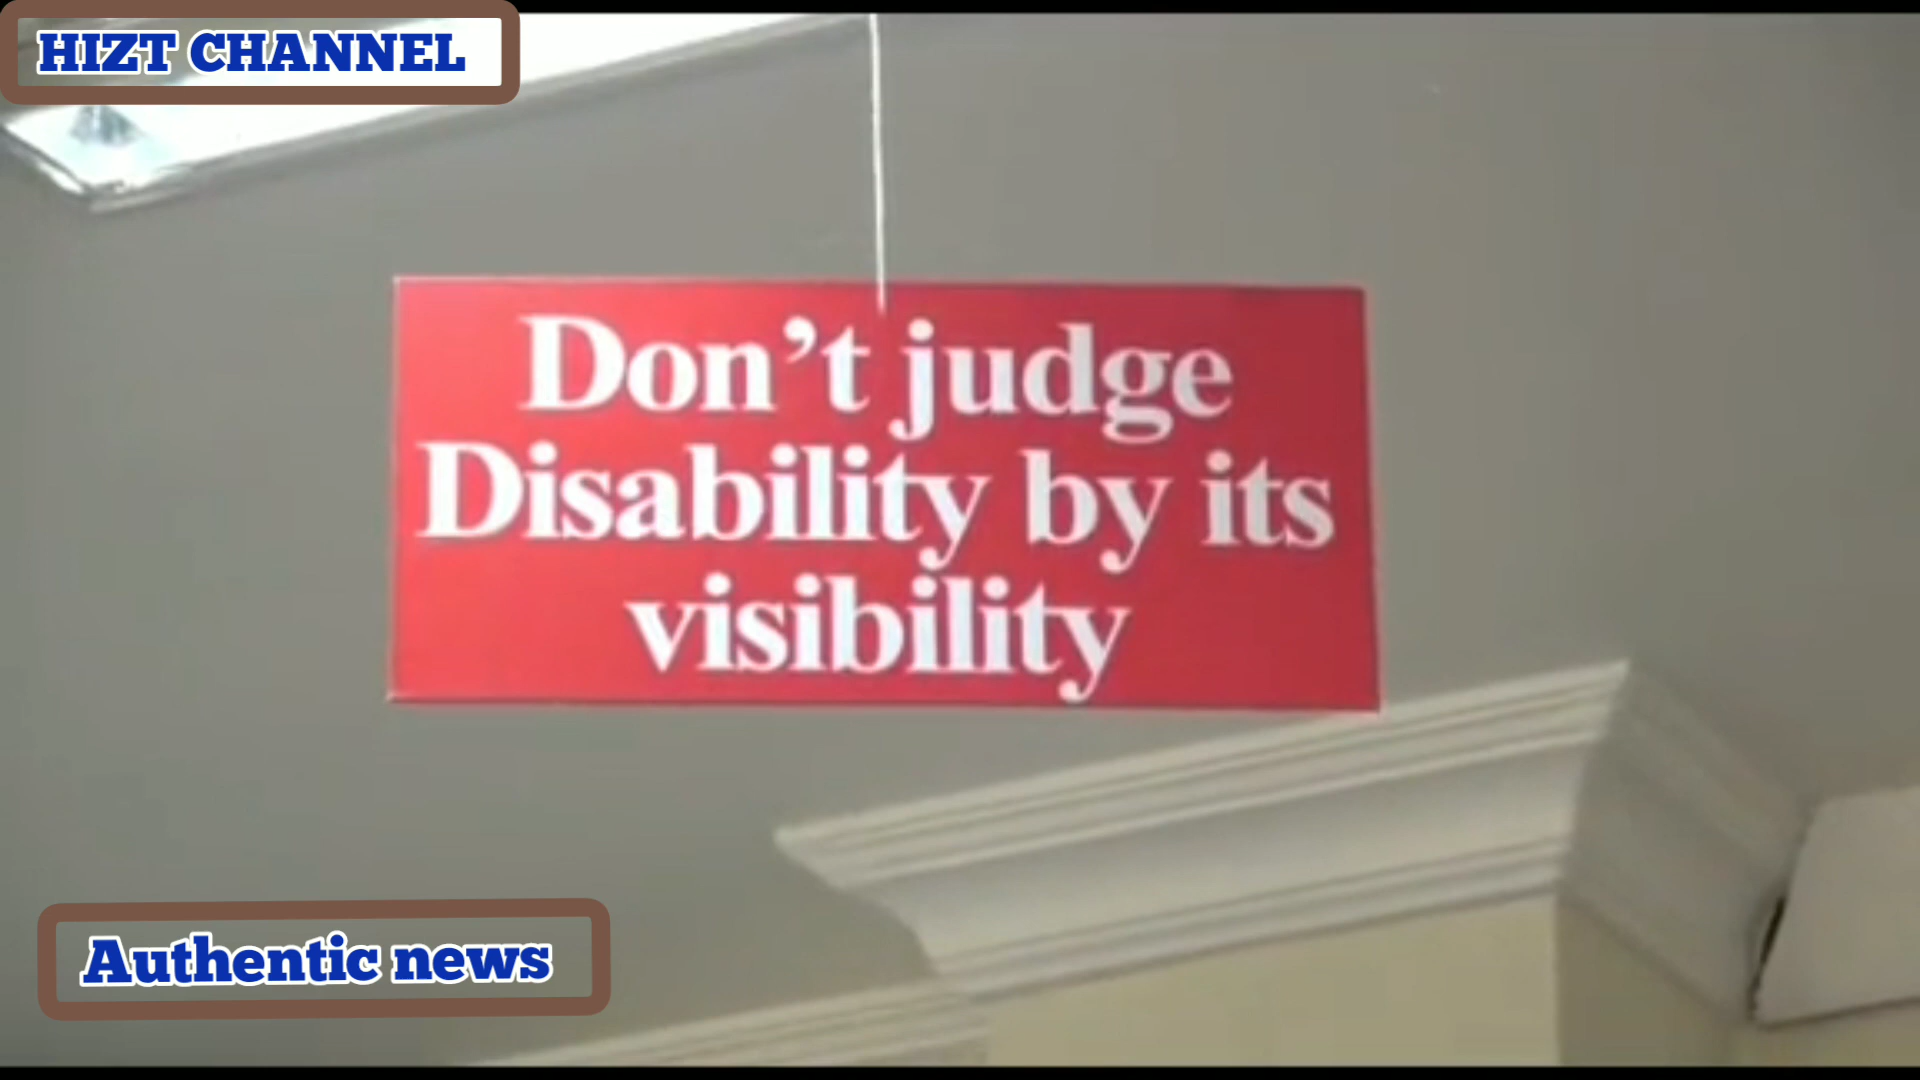 HIZT CHANNEL
Don't judge
Disability by its
visibility
Authentic news